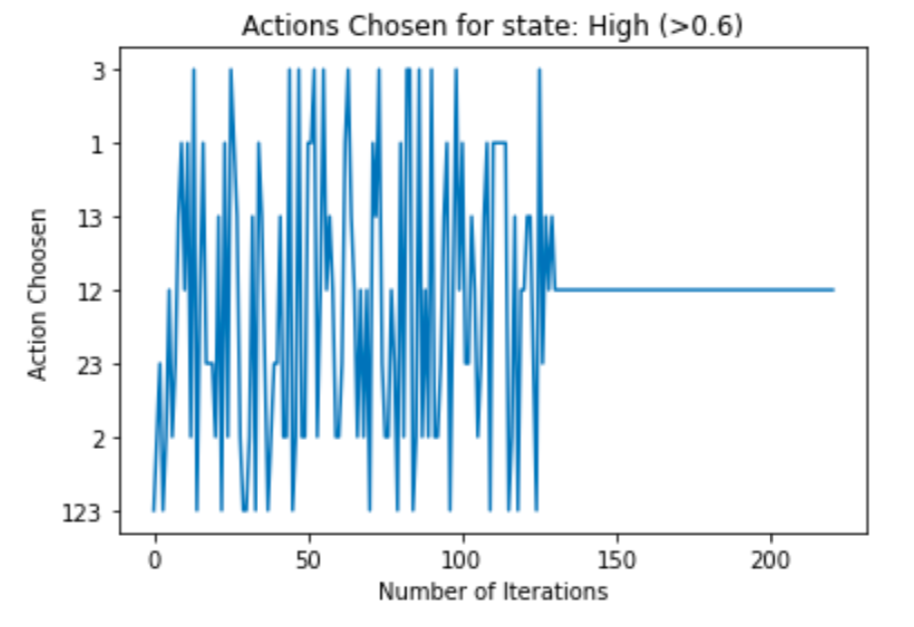 Actions Chosen for state: High (>0.6)
3
1
13
12
23
2
123
Action Choosen
0 50 100 150 200
Number of Iterations